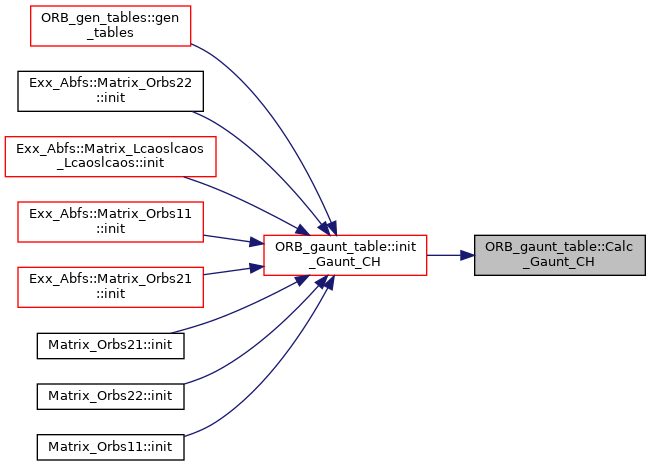 ORB_gen_tables::gen
_tables
Exx_Abfs::Matrix_Orbs22
::init
Exx_Abfs::Matrix_Lcaoslcaos
_Lcaoslcaos::init
Exx_Abfs::Matrix_Orbs11
::init
Exx_Abfs::Matrix_Orbs21
::init
Matrix_Orbs21::init
Matrix_Orbs22::init
Matrix_Orbs11::init
ORB_gaunt_table::init
_Gaunt_CH
ORB_gaunt_table::Calc
_Gaunt_CH